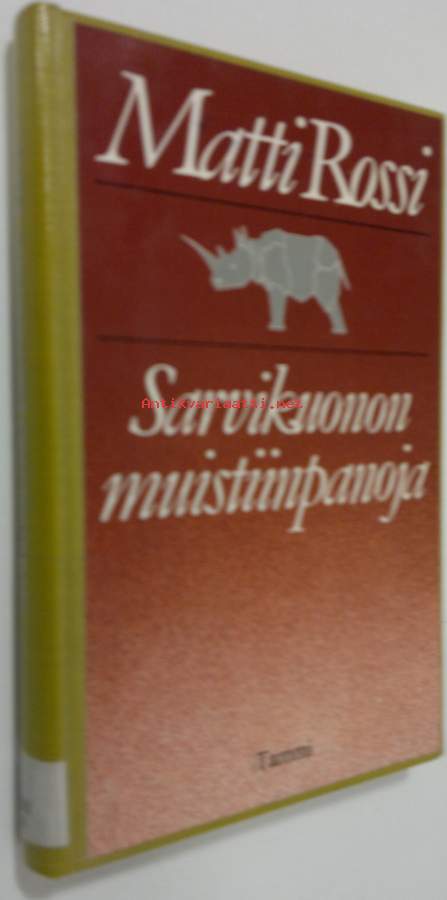 Matti Rossi
Sarvikuonon
Antikvariaatti.net
muistiinpanoja
Tammi